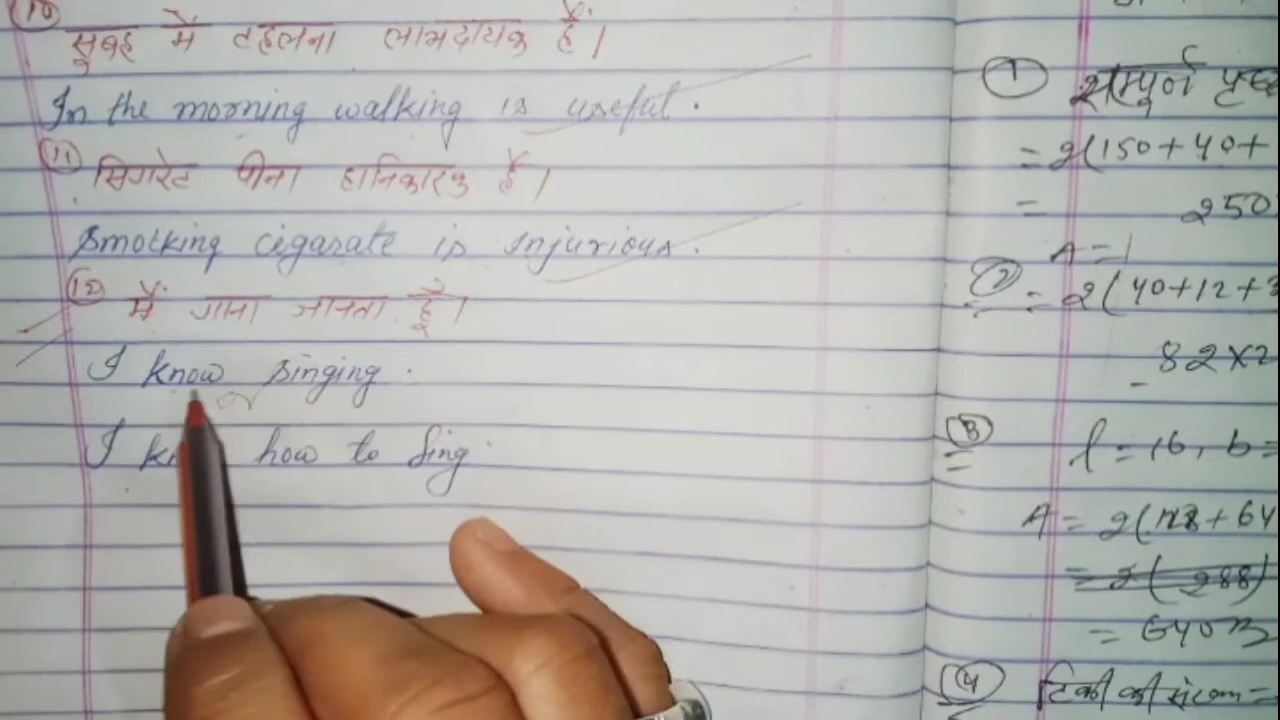 10
सुबह में टहलना लाभदायक हैं।
In the morning walking is useful.
11
सिगरेट पीना हानिकारक हैं।
Smocking cigarate is Injurious.
12
मैं गाना जानता हूँ।
I know singing.
I how to Sing.
1 सम्पूर्ण
= 2(150+40+
= 250
A =
2 = 2(40+12+3
82×2
3 l = 16, b =
A = 2(128+64
= 2(288)
= 640
4